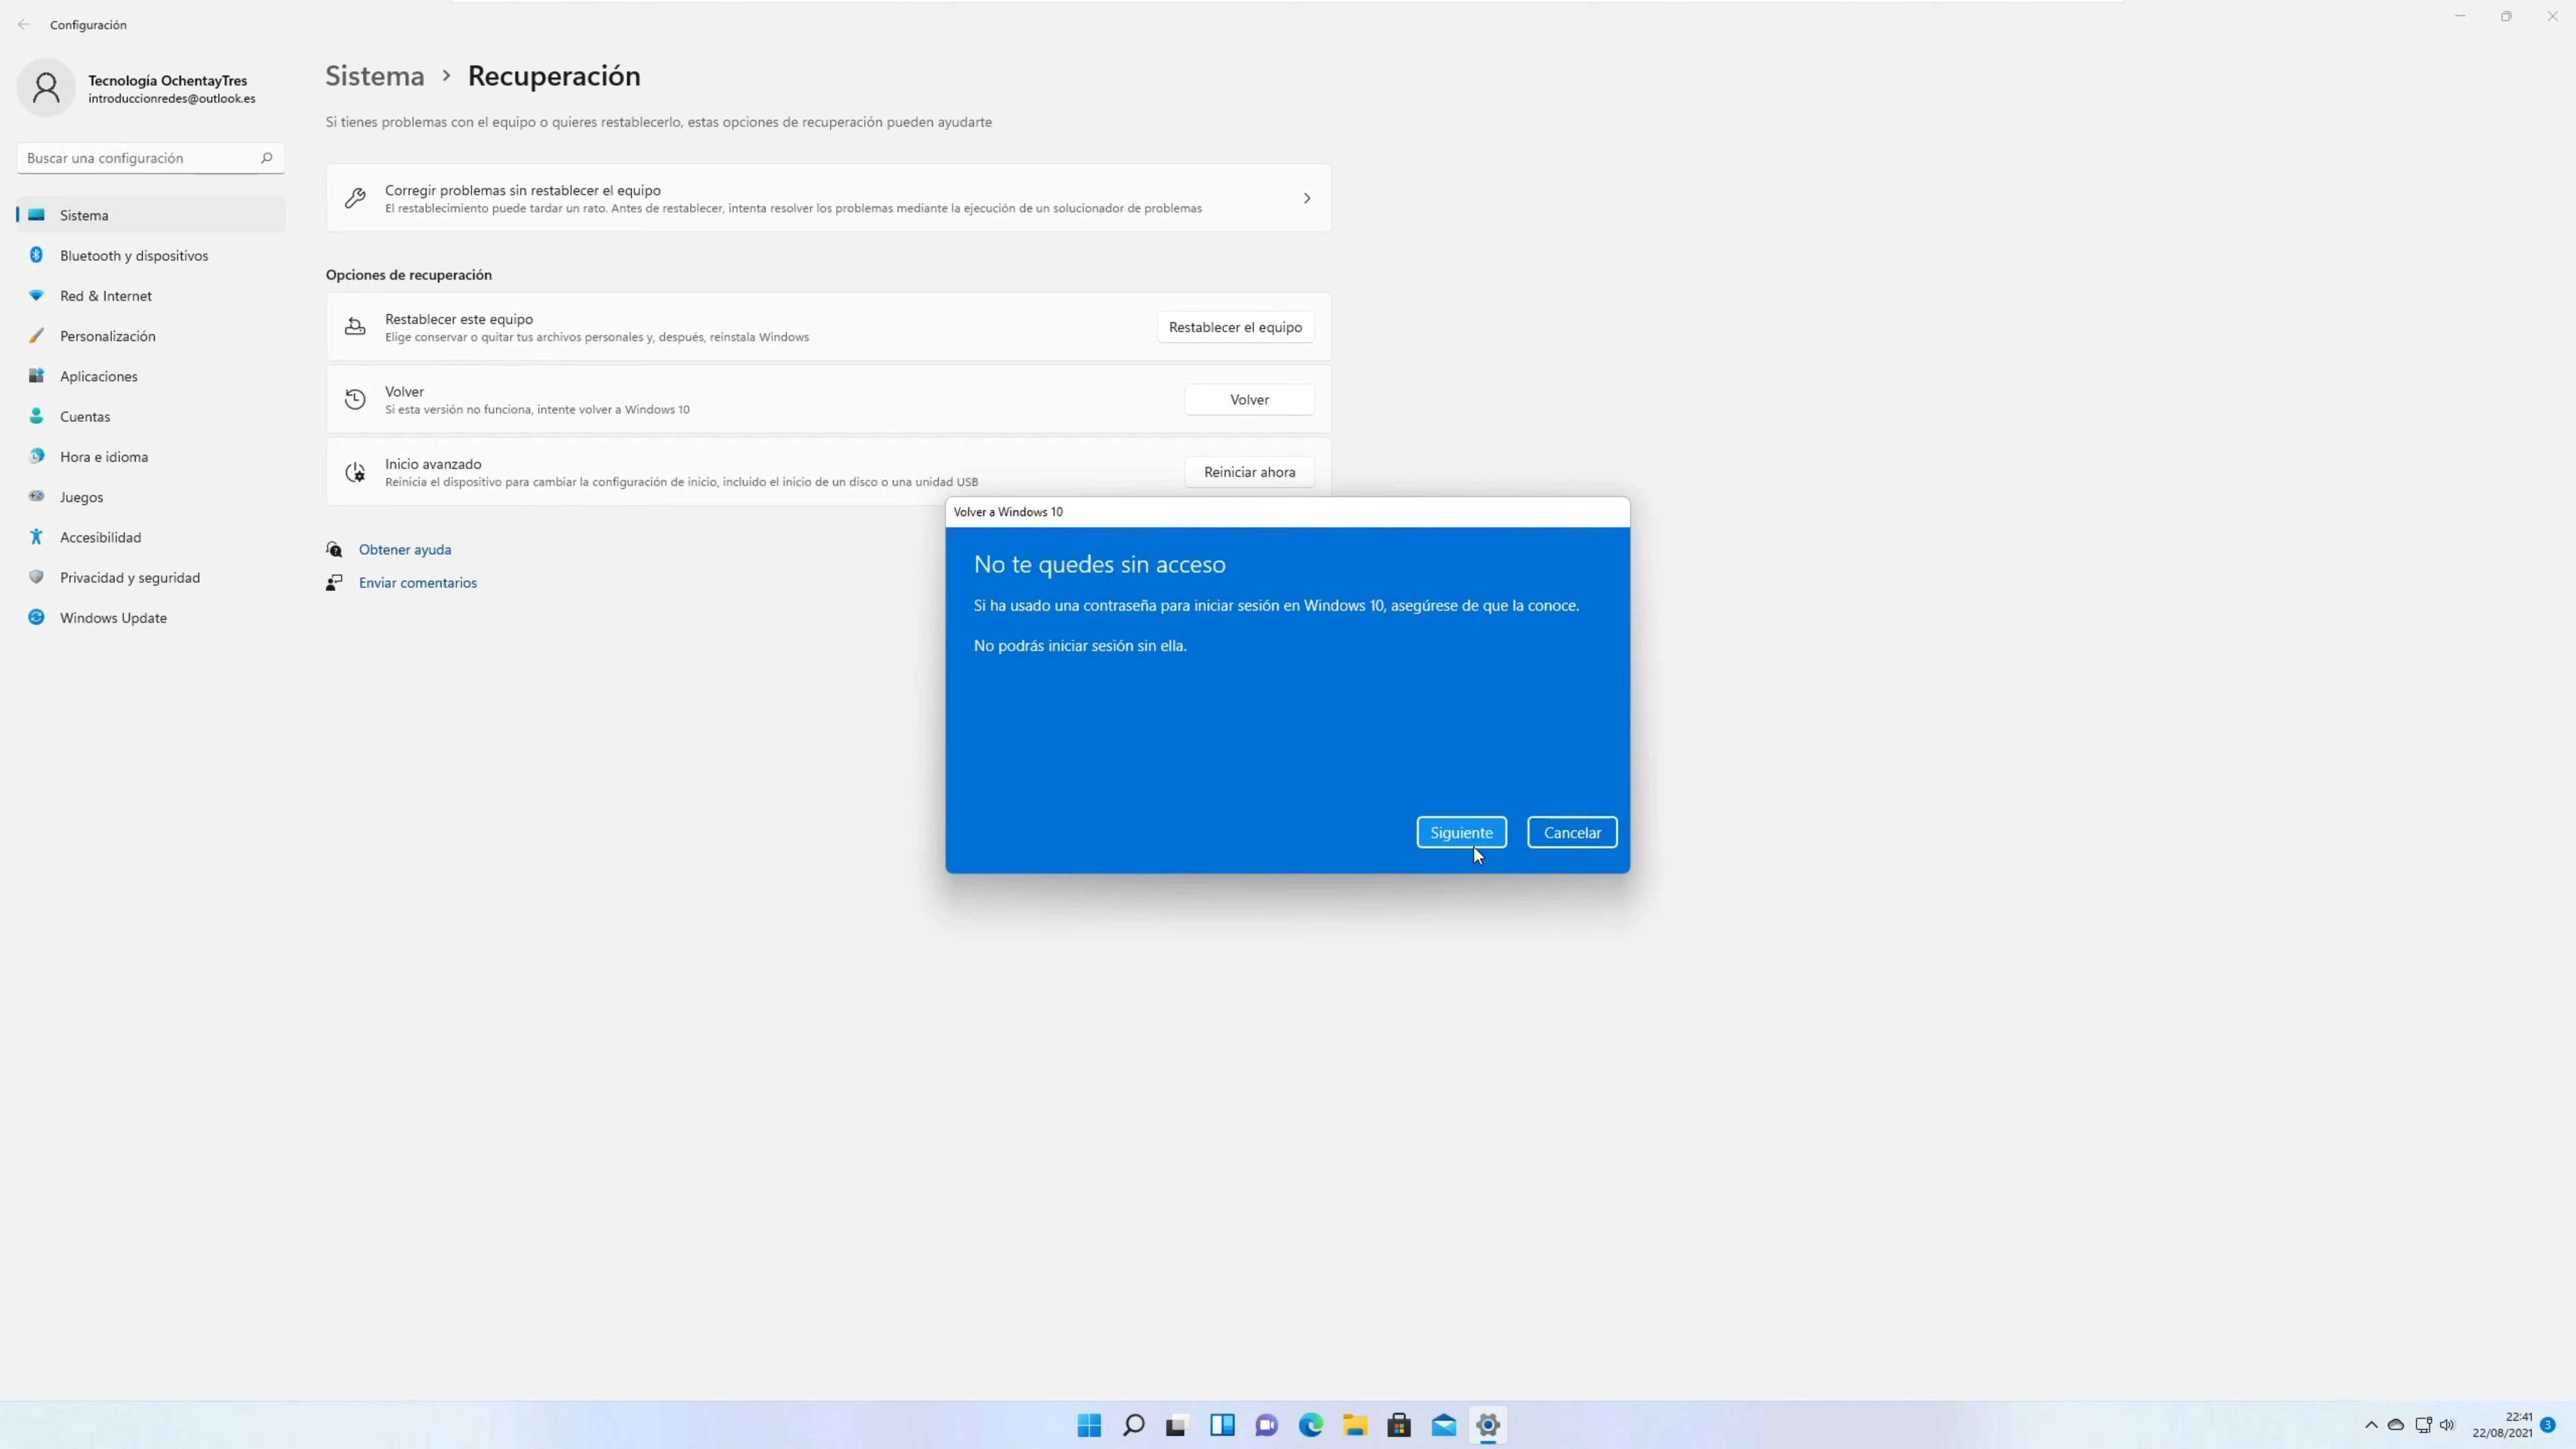 Configuración
Tecnología OchentayTres
introduccionredes@outlook.es
Buscar una configuración
Sistema
Bluetooth y dispositivos
Red & Internet
Personalización
Aplicaciones
Cuentas
Hora e idioma
Juegos
Accesibilidad
Privacidad y seguridad
Windows Update
Sistema › Recuperación
Si tienes problemas con el equipo o quieres restablecerlo, estas opciones de recuperación pueden ayudarte
Corregir problemas sin restablecer el equipo
El restablecimiento puede tardar un rato. Antes de restablecer, intenta resolver los problemas mediante la ejecución de un solucionador de problemas
Opciones de recuperación
Restablecer este equipo
Elige conservar o quitar tus archivos personales y, después, reinstala Windows
Restablecer el equipo
Volver
Si esta versión no funciona, intente volver a Windows 10
Volver
Inicio avanzado
Reinicia el dispositivo para cambiar la configuración de inicio, incluido el inicio de un disco o una unidad USB
Reiniciar ahora
Obtener ayuda
Enviar comentarios
Volver a Windows 10
No te quedes sin acceso
Si ha usado una contraseña para iniciar sesión en Windows 10, asegúrese de que la conoce.
No podrás iniciar sesión sin ella.
Siguiente
Cancelar
22:41
22/08/2021
3